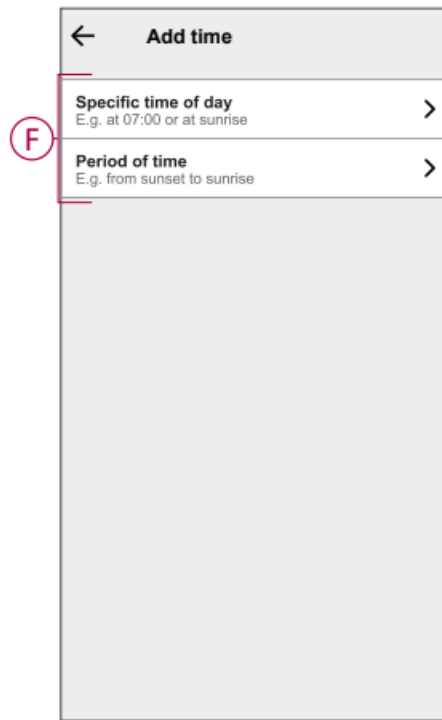 Add time
Specific time of day
E.g. at 07:00 or at sunrise
F
Period of time
E.g. from sunset to sunrise